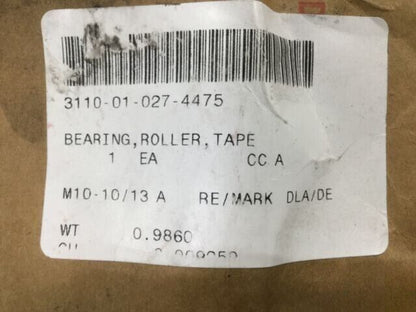 3110-01-027-4475
BEARING,ROLLER,TAPE
1 EA CC A
M10-10/13 A RE/MARK DLA/DE
WT 0.9860